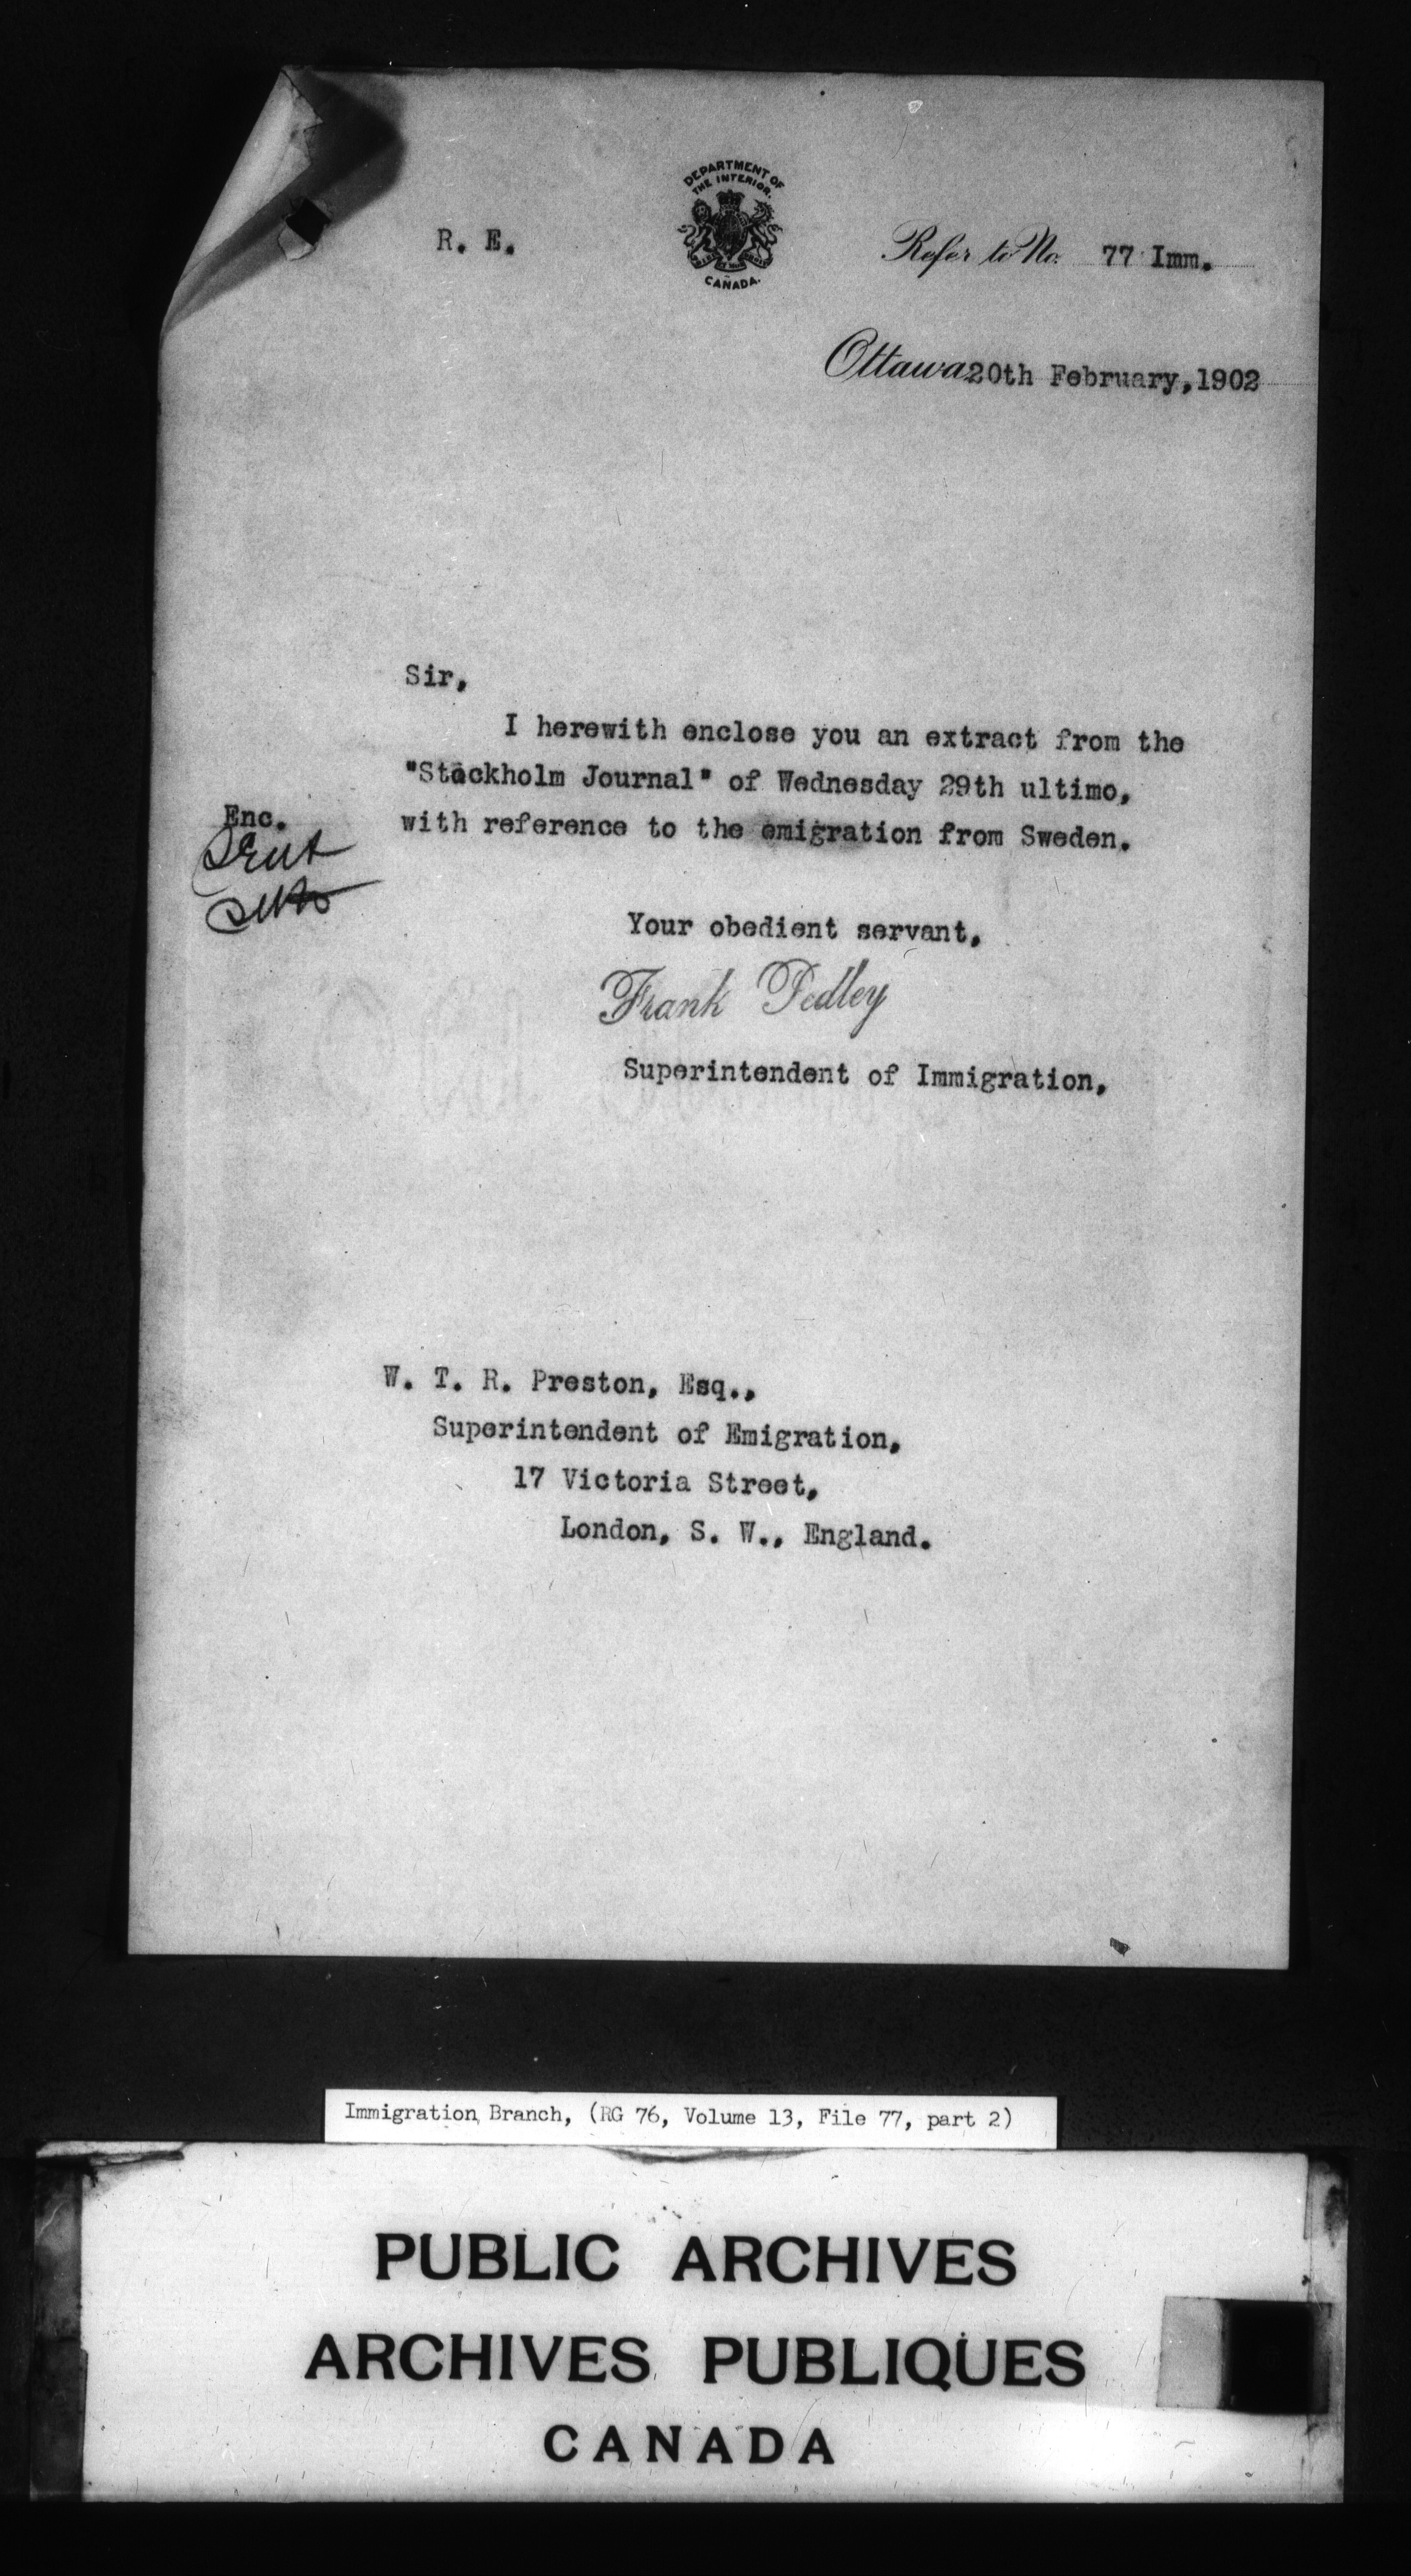 DEPARTMENT OF
THE INTERIOR.
CANADA.
R. E.
Refer to No. 77 Imm.
Ottawa 20th February, 1902
Sir,
I herewith enclose you an extract from the
"Stockholm Journal" of Wednesday 29th ultimo,
Enc.
with reference to the emigration from Sweden.
Sent
Your obedient servant,
Frank Pedley
Superintendent of Immigration,
W. T. R. Preston, Esq.,
Superintendent of Emigration,
17 Victoria Street,
London, S. W., England.
Immigration Branch, (RG 76, Volume 13, File 77, part 2)
PUBLIC ARCHIVES
ARCHIVES PUBLIQUES
CANADA